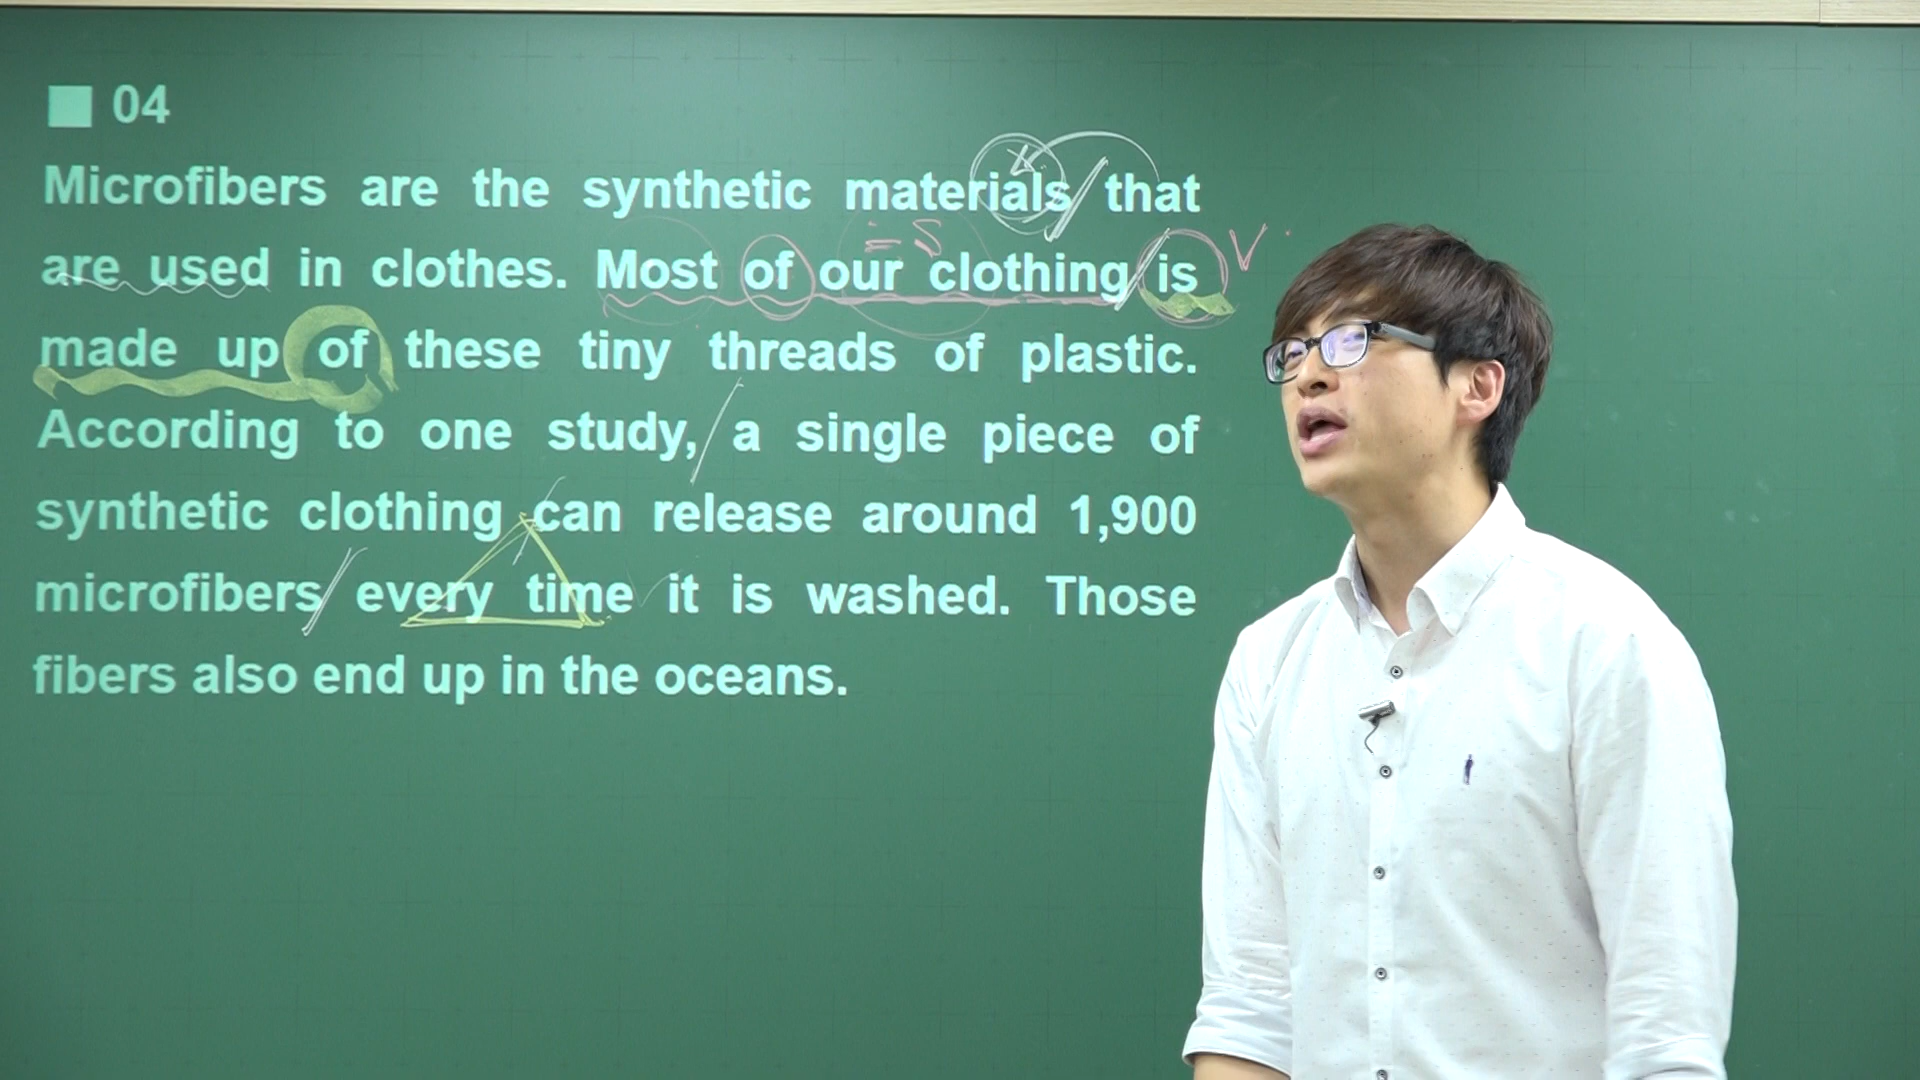 ■ 04
Microfibers are the synthetic materials that
= S V
are used in clothes. Most of our clothing is
made up of these tiny threads of plastic.
According to one study, a single piece of
synthetic clothing can release around 1,900
microfibers every time it is washed. Those
fibers also end up in the oceans.